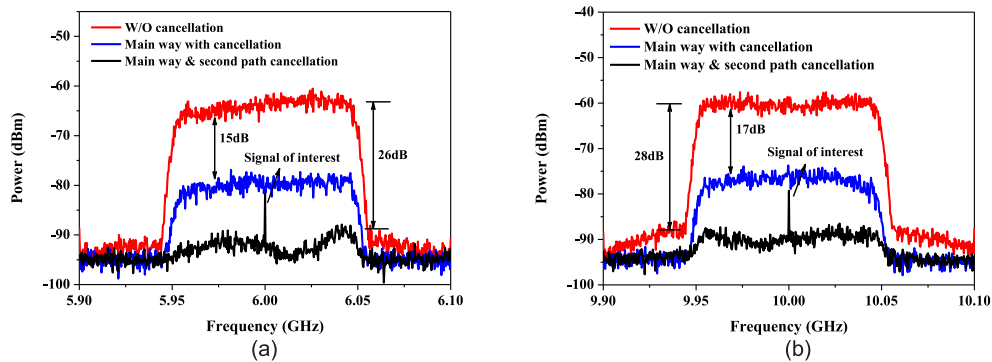 W/O cancellation
Main way with cancellation
Main way & second path cancellation
15dB
26dB
Signal of interest
Power (dBm)
-45
-50
-60
-70
-80
-90
-100
5.90
5.95
6.00
6.05
6.10
Frequency (GHz)
(a)
W/O cancellation
Main way with cancellation
Main way & second path cancellation
28dB
17dB
Signal of interest
Power (dBm)
-40
-50
-60
-70
-80
-90
-100
9.90
9.95
10.00
10.05
10.10
Frequency (GHz)
(b)